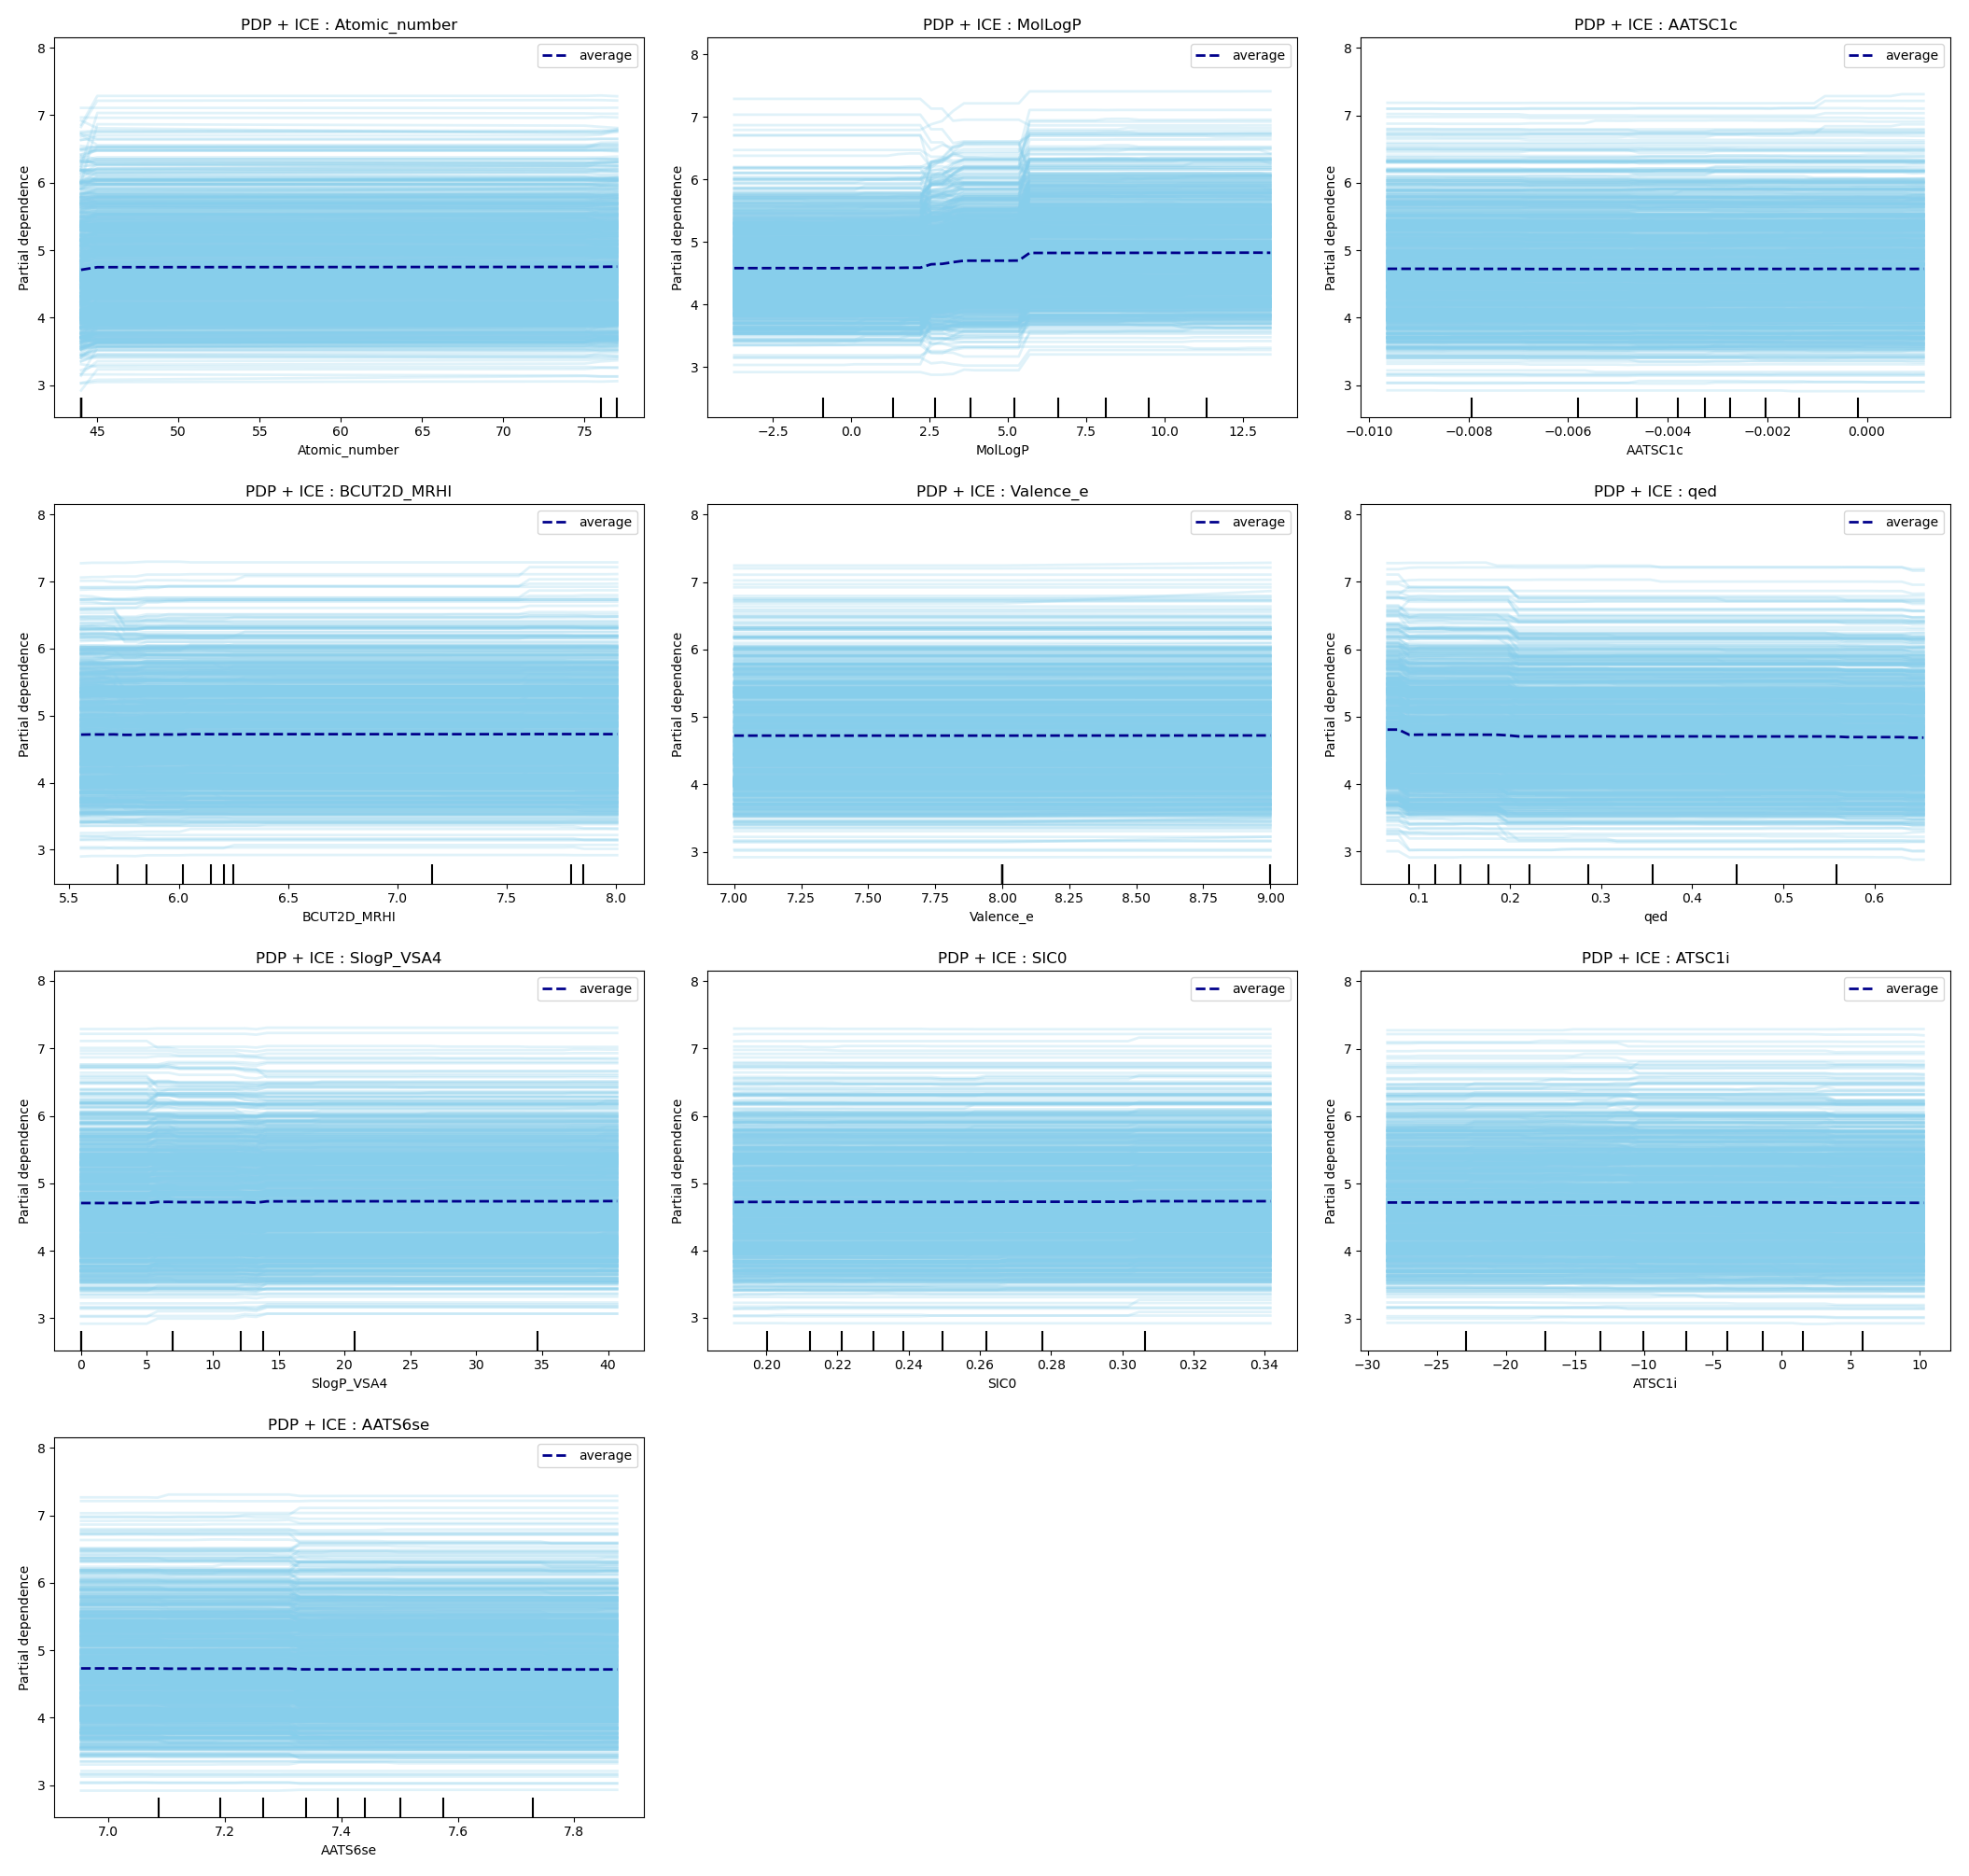 PDP + ICE : Atomic_number
average
Partial dependence
8
7
6
5
4
3
45 50 55 60 65 70 75
Atomic_number
PDP + ICE : MolLogP
average
Partial dependence
8
7
6
5
4
3
−2.5 0.0 2.5 5.0 7.5 10.0 12.5
MolLogP
PDP + ICE : AATSC1c
average
Partial dependence
8
7
6
5
4
3
−0.010 −0.008 −0.006 −0.004 −0.002 0.000
AATSC1c
PDP + ICE : BCUT2D_MRHI
average
Partial dependence
8
7
6
5
4
3
5.5 6.0 6.5 7.0 7.5 8.0
BCUT2D_MRHI
PDP + ICE : Valence_e
average
Partial dependence
8
7
6
5
4
3
7.00 7.25 7.50 7.75 8.00 8.25 8.50 8.75 9.00
Valence_e
PDP + ICE : qed
average
Partial dependence
8
7
6
5
4
3
0.1 0.2 0.3 0.4 0.5 0.6
qed
PDP + ICE : SlogP_VSA4
average
Partial dependence
8
7
6
5
4
3
0 5 10 15 20 25 30 35 40
SlogP_VSA4
PDP + ICE : SIC0
average
Partial dependence
8
7
6
5
4
3
0.20 0.22 0.24 0.26 0.28 0.30 0.32 0.34
SIC0
PDP + ICE : ATSC1i
average
Partial dependence
8
7
6
5
4
3
−30 −25 −20 −15 −10 −5 0 5 10
ATSC1i
PDP + ICE : AATS6se
average
Partial dependence
8
7
6
5
4
3
7.0 7.2 7.4 7.6 7.8
AATS6se